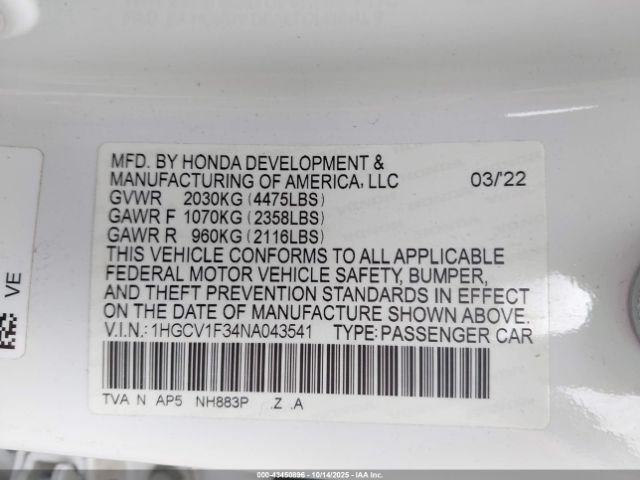 MFD. BY HONDA DEVELOPMENT &
MANUFACTURING OF AMERICA, LLC 03/'22
GVWR 2030KG (4475LBS)
GAWR F 1070KG (2358LBS)
GAWR R 960KG (2116LBS)
THIS VEHICLE CONFORMS TO ALL APPLICABLE
FEDERAL MOTOR VEHICLE SAFETY, BUMPER,
AND THEFT PREVENTION STANDARDS IN EFFECT
ON THE DATE OF MANUFACTURE SHOWN ABOVE.
V.I.N.: 1HGCV1F34NA043541 TYPE: PASSENGER CAR
TVA N AP5 NH883P .Z .A
VE
000-43450896 - 10/14/2025 - IAAI.COM